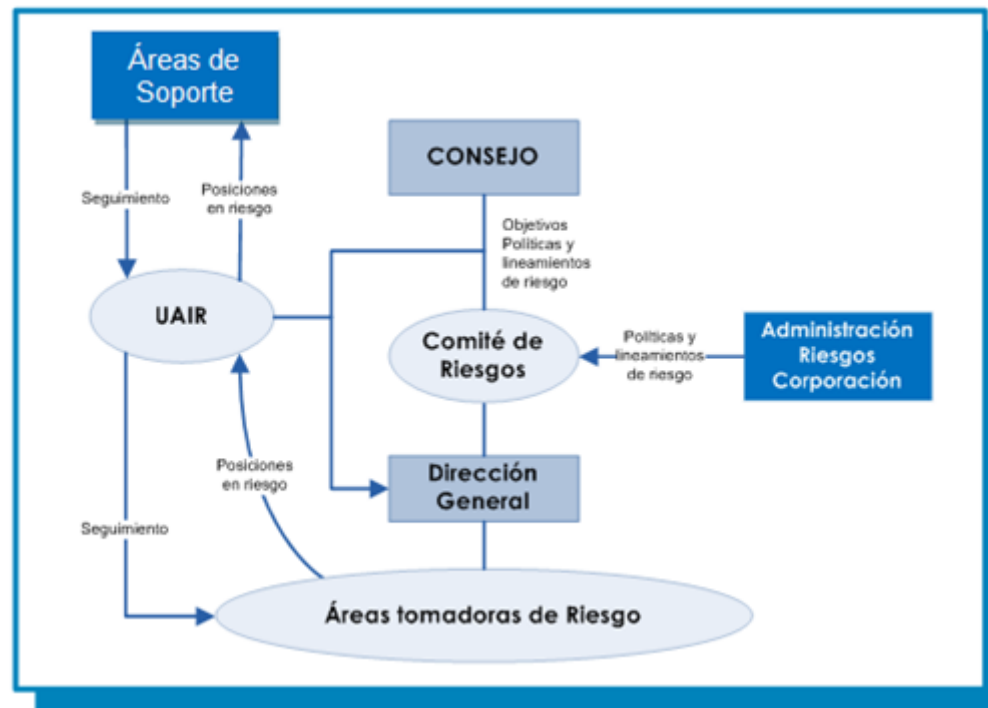 Áreas de
Soporte
CONSEJO
Seguimiento
Posiciones
en riesgo
Objetivos
Políticas y
lineamientos
de riesgo
UAIR
Comité de
Riesgos
Políticas y
lineamientos
de riesgo
Administración
Riesgos
Corporación
Posiciones
en riesgo
Dirección
General
Seguimiento
Áreas tomadoras de Riesgo